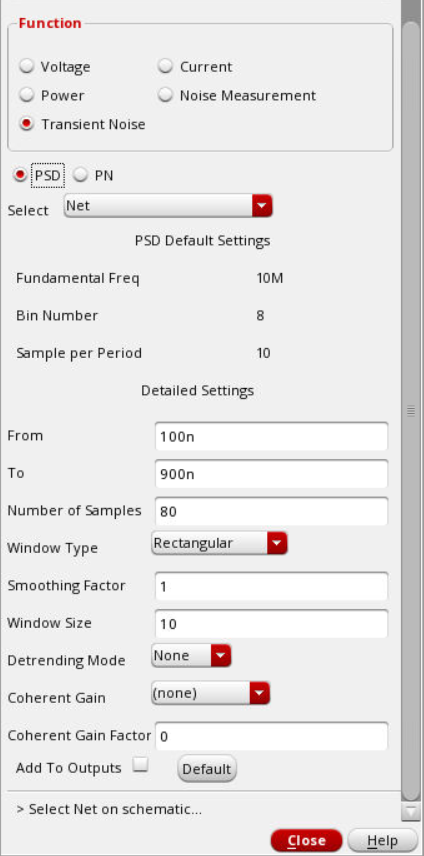 Function
Voltage Current
Power Noise Measurement
Transient Noise
PSD PN
Select Net
PSD Default Settings
Fundamental Freq 10M
Bin Number 8
Sample per Period 10
Detailed Settings
From 100n
To 900n
Number of Samples 80
Window Type Rectangular
Smoothing Factor 1
Window Size 10
Detrending Mode None
Coherent Gain (none)
Coherent Gain Factor 0
Add To Outputs Default
> Select Net on schematic...
Close Help